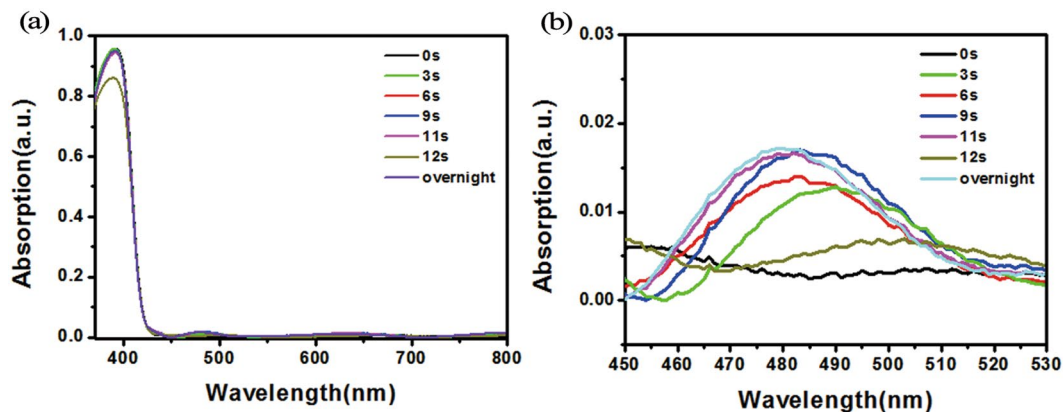 (a)
Absorption(a.u.)
1.0
0.8
0.6
0.4
0.2
0.0
0s
3s
6s
9s
11s
12s
overnight
400
500
600
700
800
Wavelength(nm)
(b)
Absorption(a.u.)
0.03
0.02
0.01
0.00
0s
3s
6s
9s
11s
12s
overnight
450
460
470
480
490
500
510
520
530
Wavelength(nm)